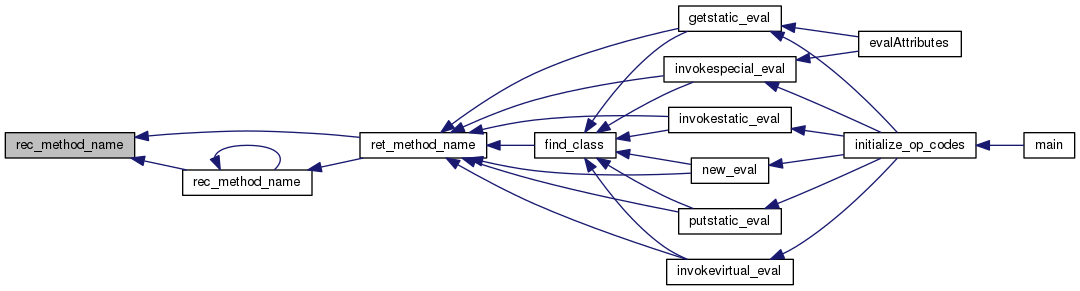 rec_method_name
rec_method_name
ret_method_name
find_class
getstatic_eval
invokespecial_eval
invokestatic_eval
new_eval
putstatic_eval
invokevirtual_eval
evalAttributes
initialize_op_codes
main